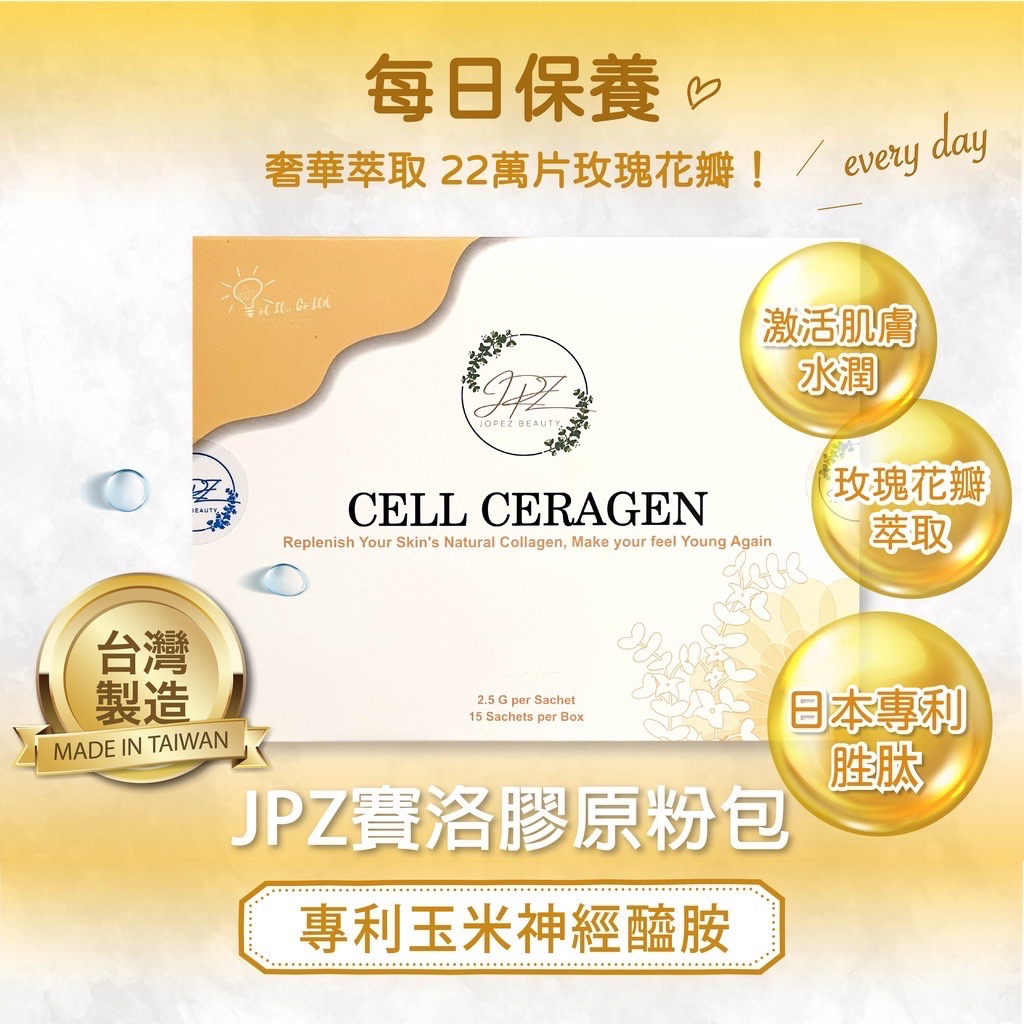 每日保養
奢華萃取 22萬片玫瑰花瓣！
every day
激活肌膚
水潤
JPZ
JOPEZ BEAUTY
玫瑰花瓣
萃取
CELL CERAGEN
Replenish Your Skin's Natural Collagen, Make your feel Young Again
BEAUTY
台灣
製造
MADE IN TAIWAN
2.5 G per Sachet
15 Sachets per Box
日本專利
胜肽
JPZ賽洛膠原粉包
專利玉米神經醯胺